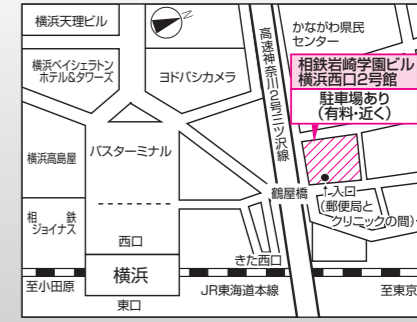 横浜天理ビル
N
かながわ県民
センター
横浜ベイシェラトン
ホテル&タワーズ
ヨドバシカメラ
高速神奈川2号三ツ沢線
相鉄岩崎学園ビル
横浜西口2号館
駐車場あり
(有料・近く)
横浜高島屋
バスターミナル
鶴屋橋
↑入口
(郵便局と
クリニックの間)
相鉄
ジョイナス
西口
きた西口
横浜
至小田原
JR東海道本線
至東京
東口